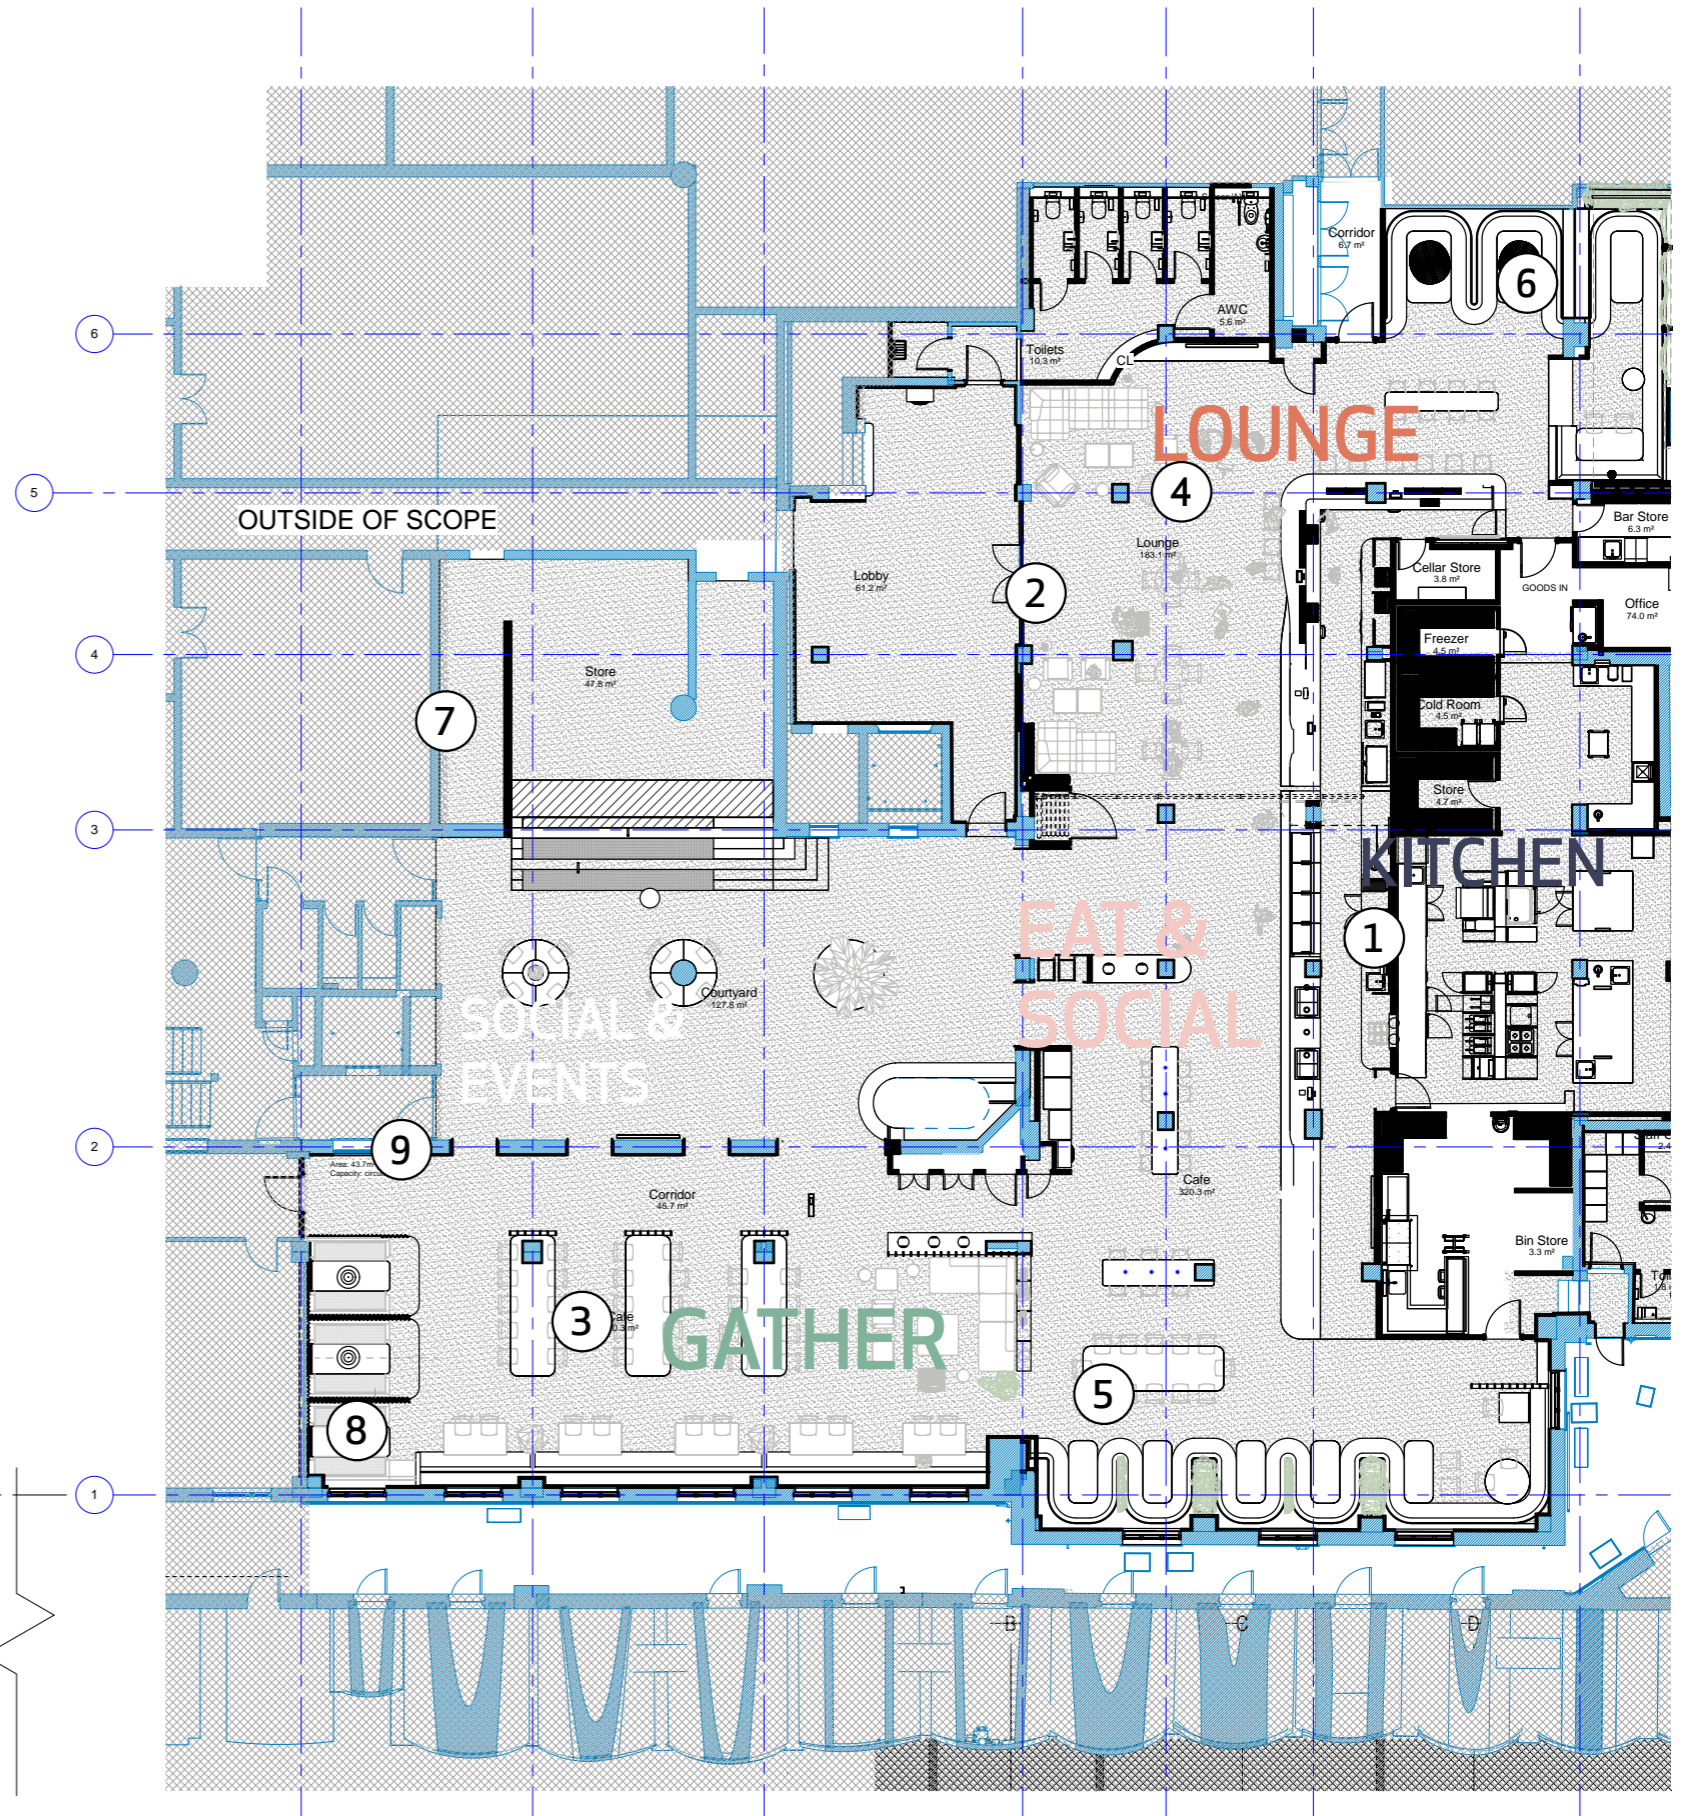 Corridor
6.7 m²
6
AWC
5.6 m²
6
Toilets
10.3 m²
CL
LOUNGE
5
4
OUTSIDE OF SCOPE
Bar Store
6.3 m²
Lounge
183.1 m²
Lobby
61.2 m²
2
Cellar Store
3.8 m²
GOODS IN
Office
74.0 m²
4
Freezer
4.5 m²
Store
47.8 m²
7
Cold Room
4.5 m²
Store
4.7 m²
3
KITCHEN
EAT &
SOCIAL
1
Courtyard
127.8 m²
SOCIAL &
EVENTS
2
9
Area: 43.7m
Capacity:
Cafe
320.3 m²
Corridor
45.7 m²
Bin Store
3.3 m²
3
GATHER
5
8
1
B
C
D